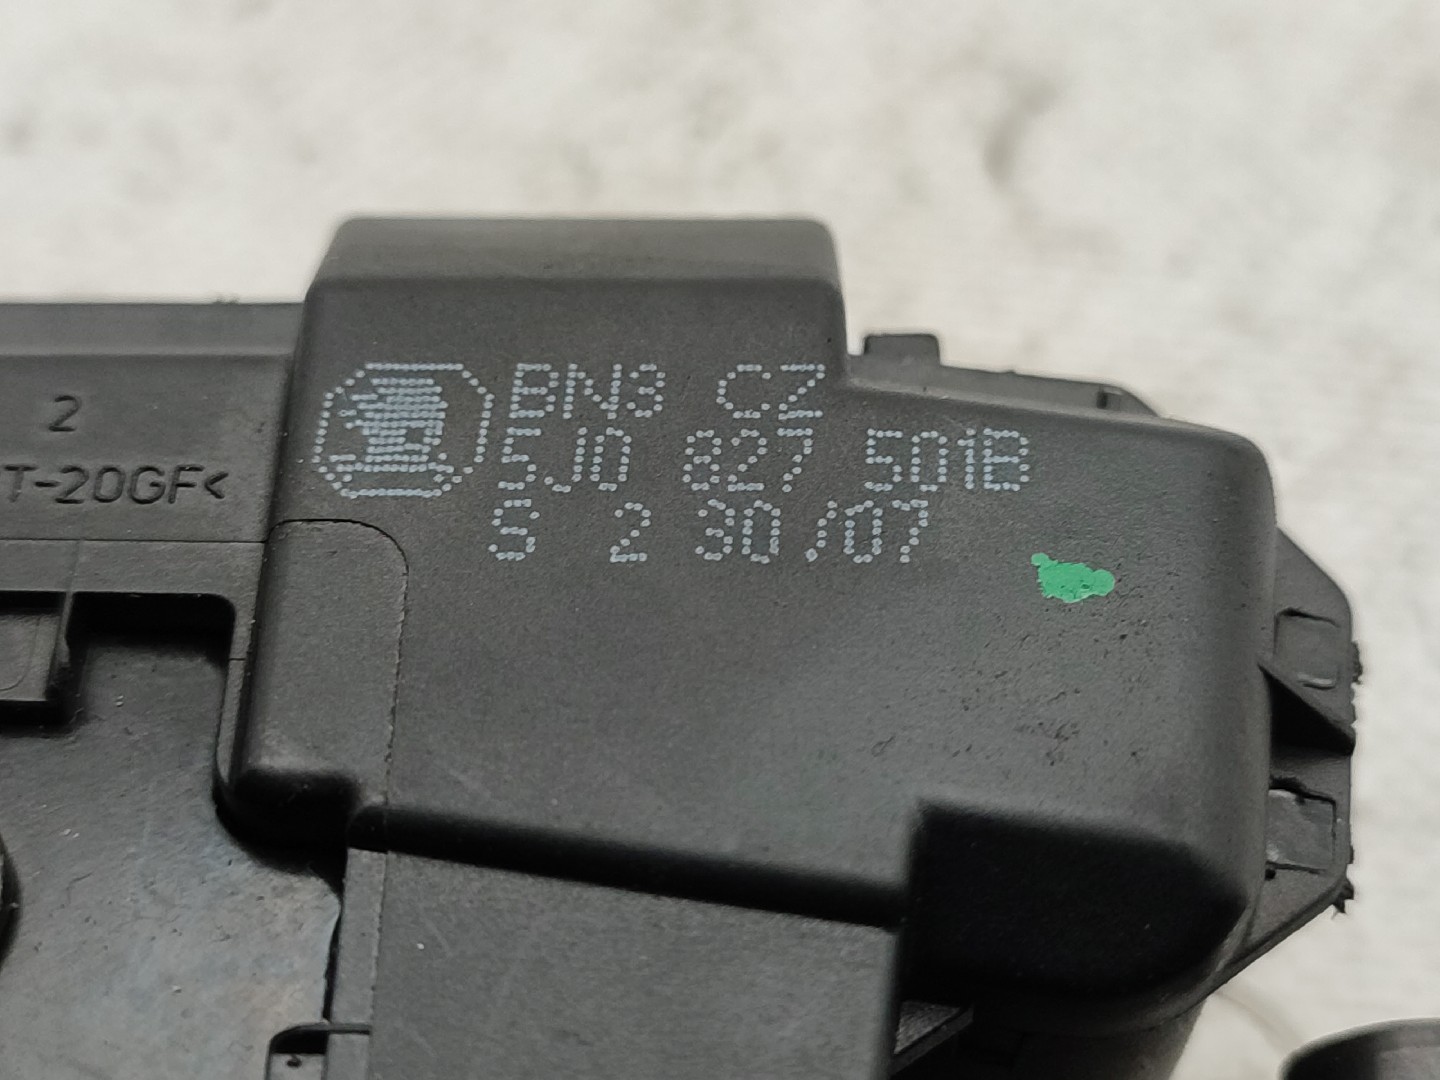 2
T-20GF<
BN3 CZ
5J0 827 501B
S 2 30/07